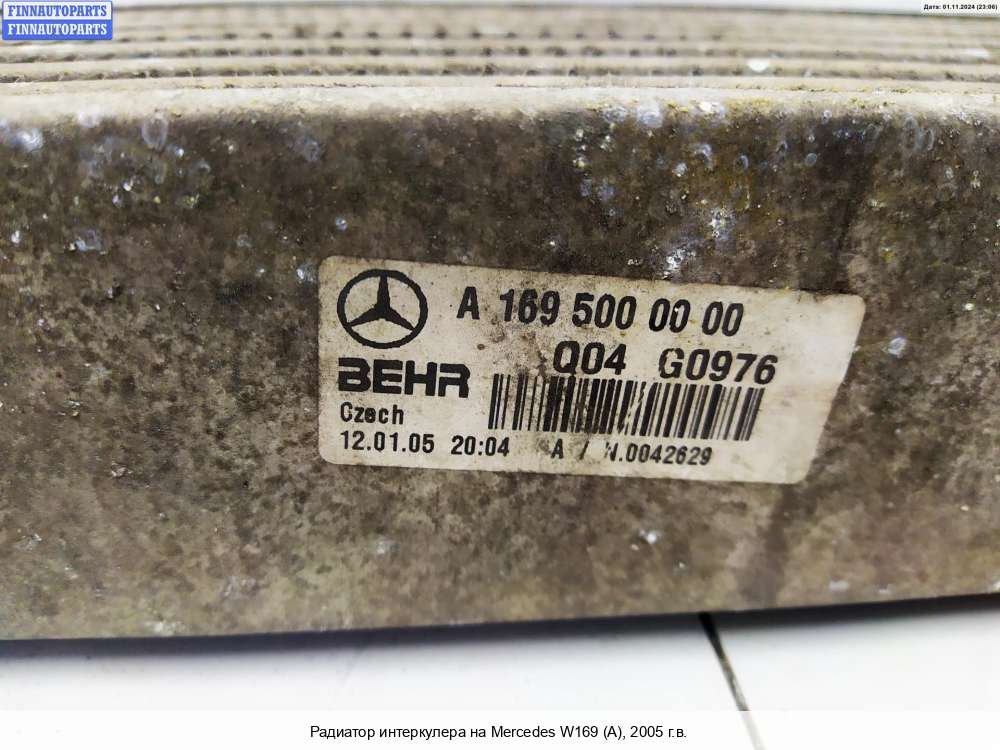 FINNAUTOPARTS
FINNAUTOPARTS
Дата: 01.11.2024 (23:06)
A 169 500 00 00
Q04 G0976
BEHR
Czech
12.01.05 20:04 A / N.0042629
Радиатор интеркулера на Mercedes W169 (A), 2005 г.в.